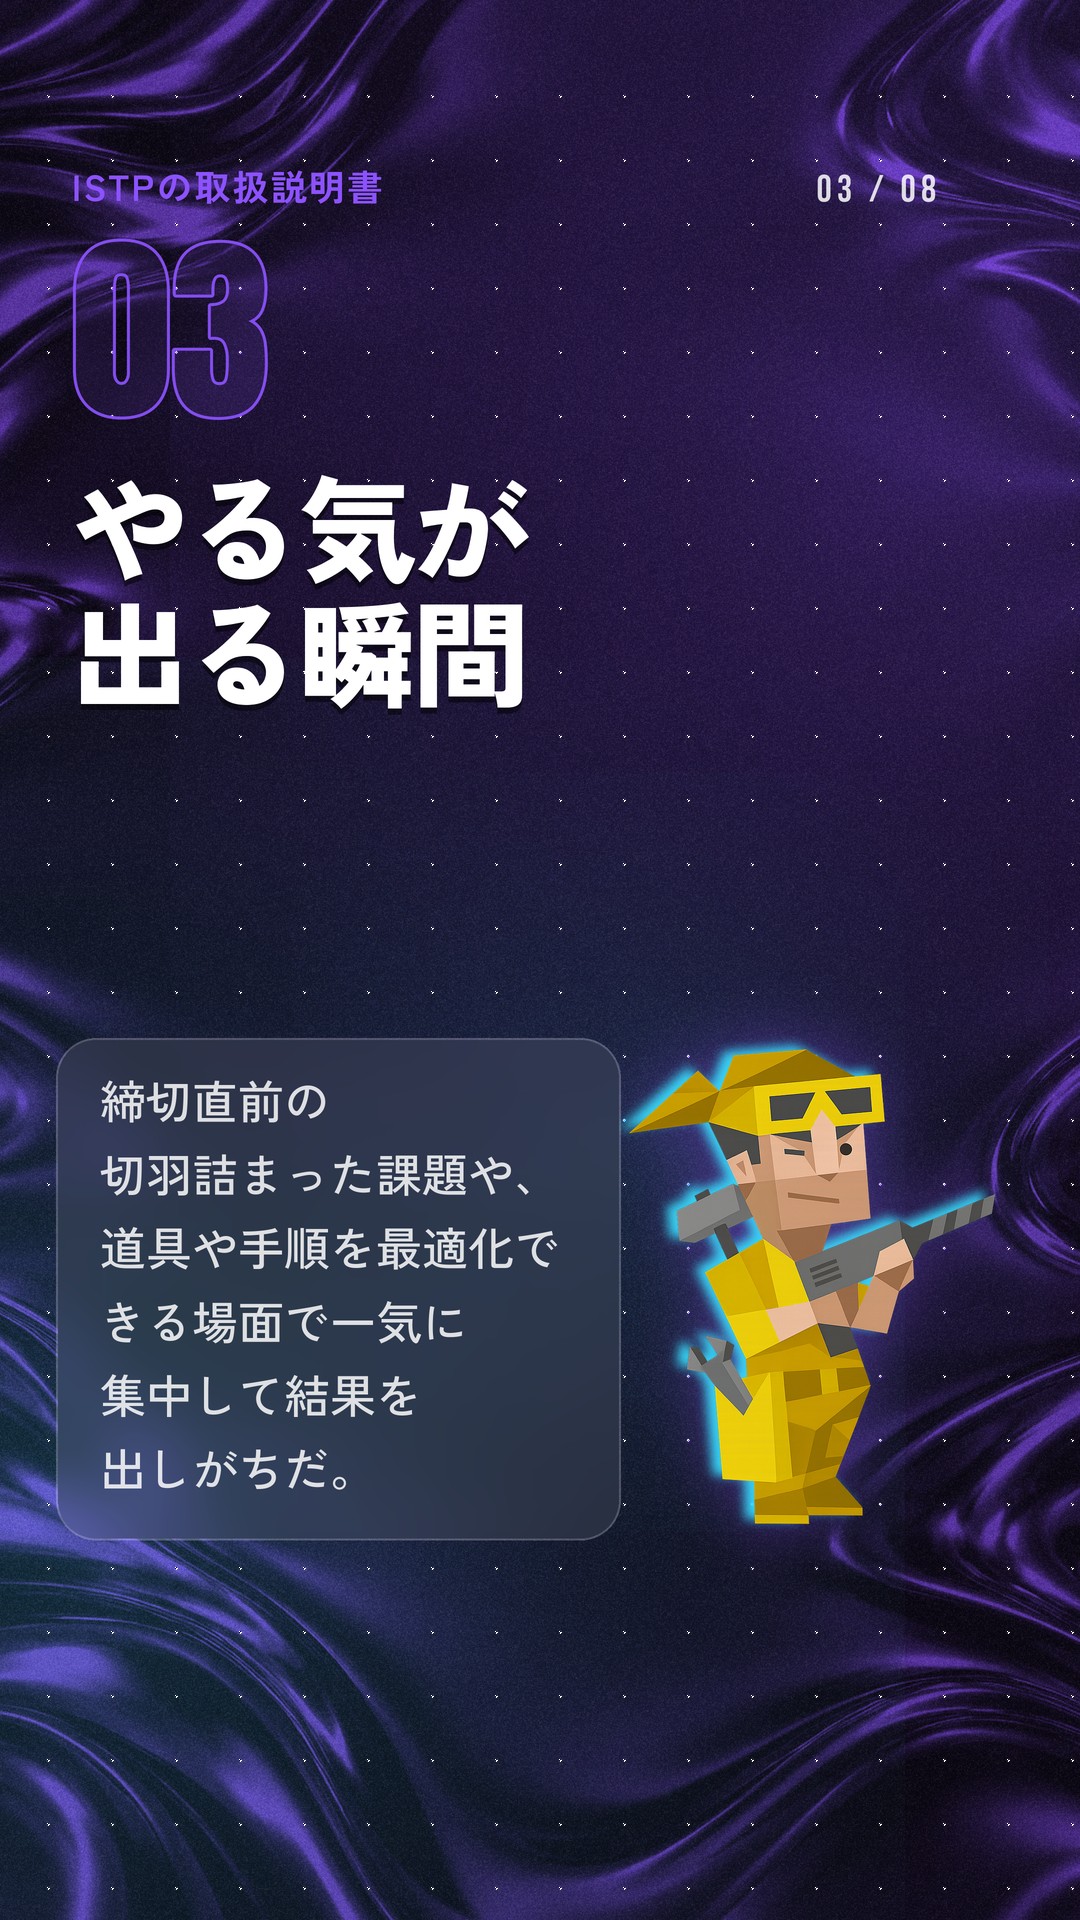 ISTPの取扱説明書
03 / 08
03
やる気が
出る瞬間
締切直前の
切羽詰まった課題や、
道具や手順を最適化で
きる場面で一気に
集中して結果を
出しがちだ。